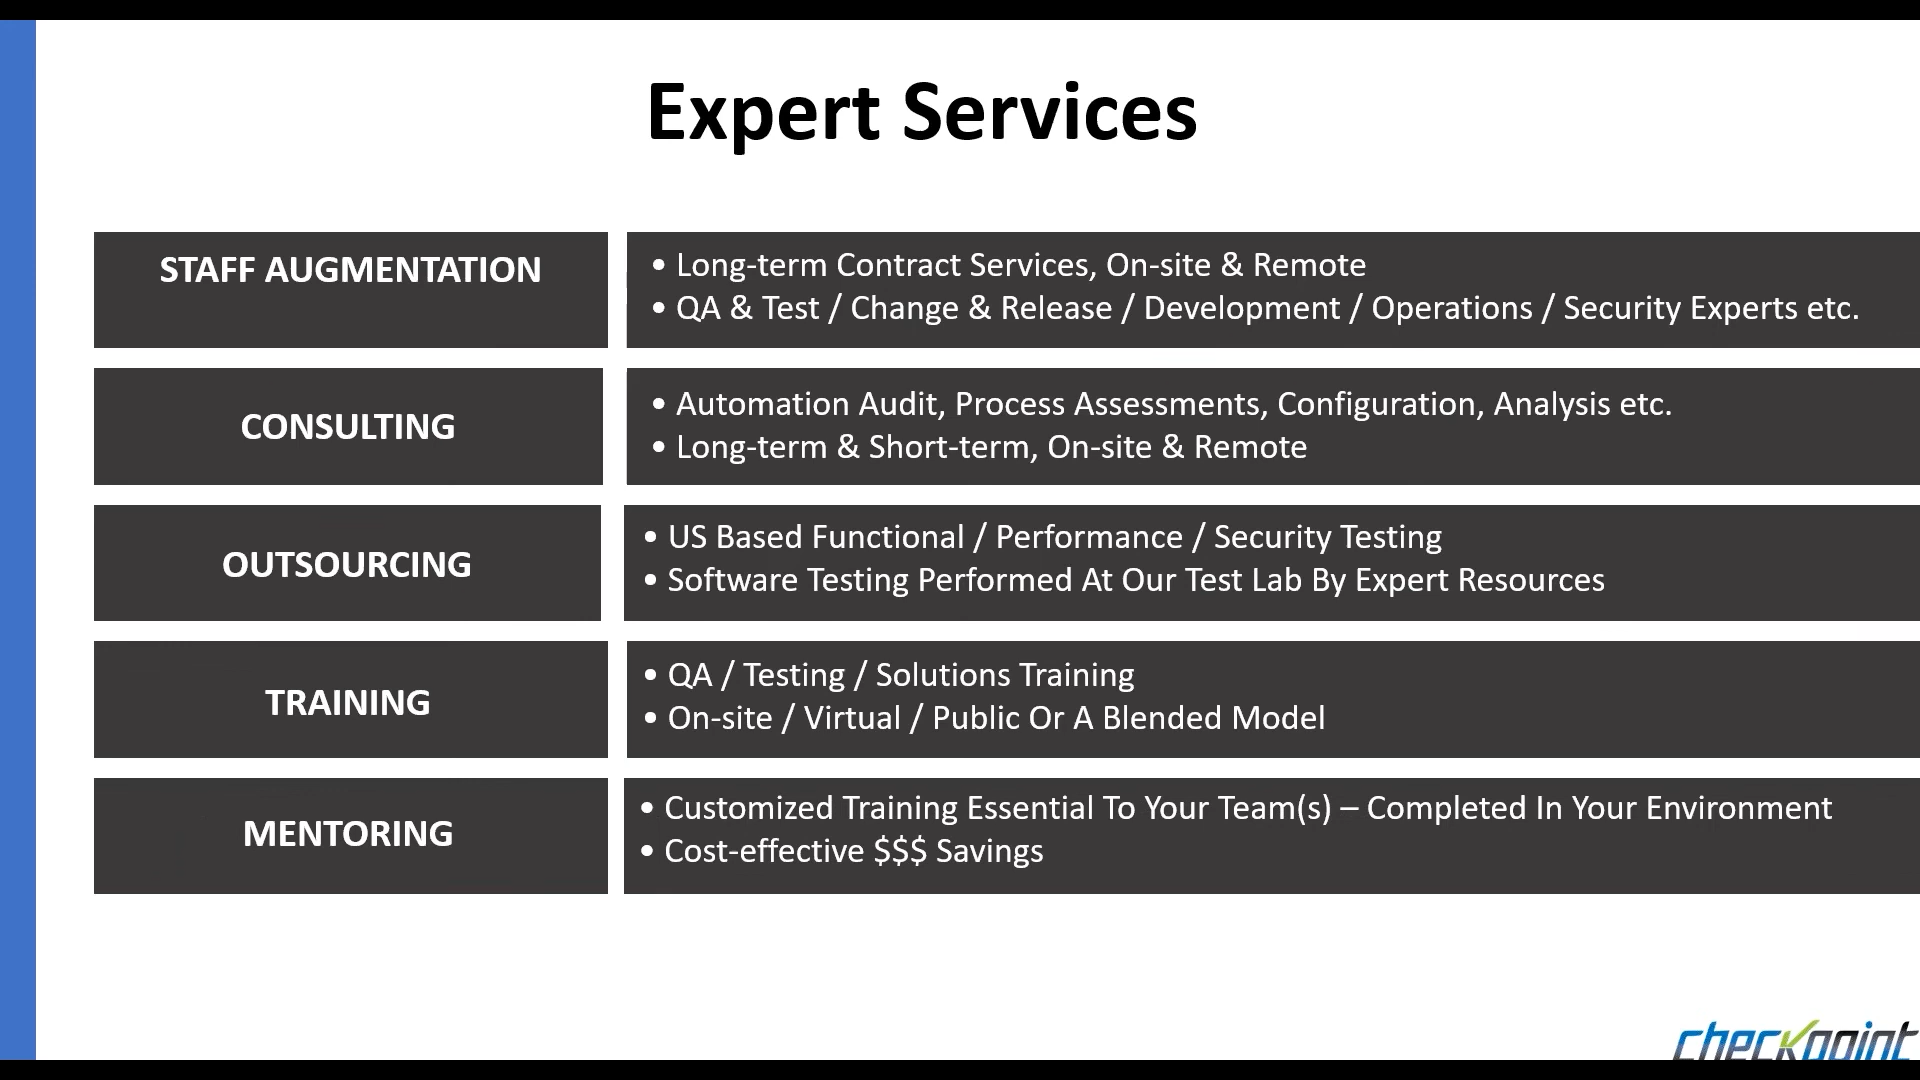 Expert Services
STAFF AUGMENTATION
• Long-term Contract Services, On-site & Remote
• QA & Test / Change & Release / Development / Operations / Security Experts etc.
CONSULTING
• Automation Audit, Process Assessments, Configuration, Analysis etc.
• Long-term & Short-term, On-site & Remote
OUTSOURCING
• US Based Functional / Performance / Security Testing
• Software Testing Performed At Our Test Lab By Expert Resources
TRAINING
• QA / Testing / Solutions Training
• On-site / Virtual / Public Or A Blended Model
MENTORING
• Customized Training Essential To Your Team(s) – Completed In Your Environment
• Cost-effective $$$ Savings
checkpoint